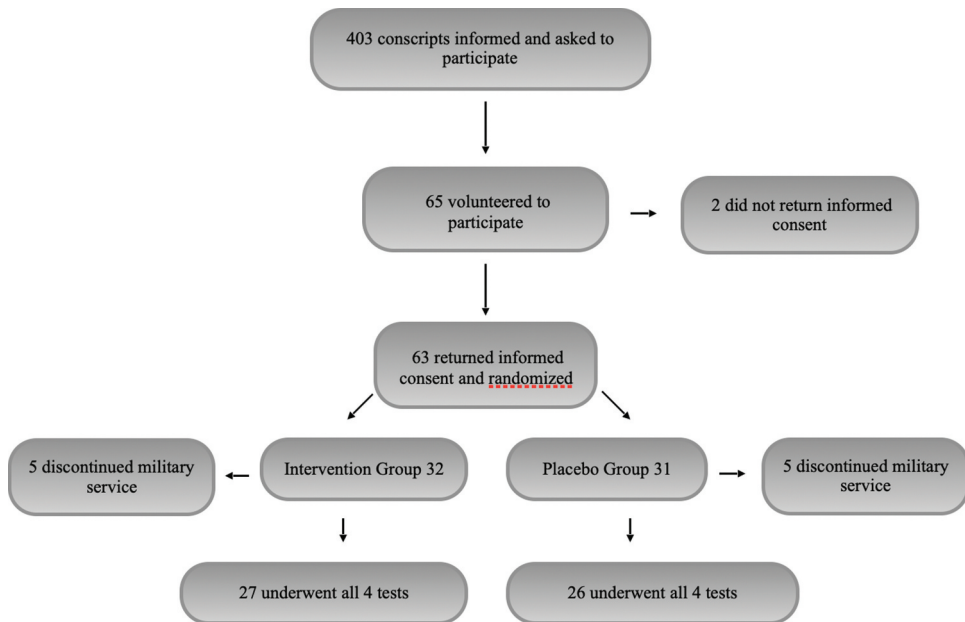 403 conscripts informed and asked to
participate
65 volunteered to
participate
2 did not return informed
consent
63 returned informed
consent and randomized
5 discontinued military
service
Intervention Group 32
Placebo Group 31
5 discontinued military
service
27 underwent all 4 tests
26 underwent all 4 tests